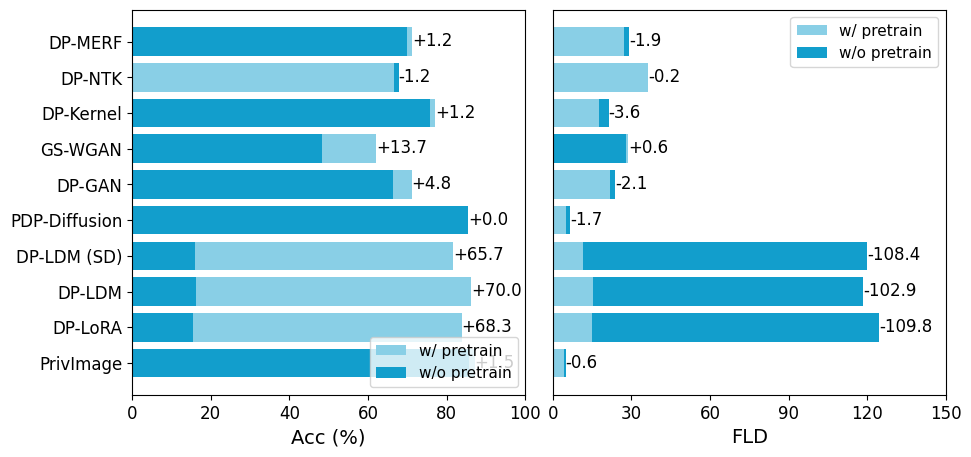 DP-MERF
DP-NTK
DP-Kernel
GS-WGAN
DP-GAN
PDP-Diffusion
DP-LDM (SD)
DP-LDM
DP-LoRA
PrivImage
+1.2
-1.2
+1.2
+13.7
+4.8
+0.0
+65.7
+70.0
+68.3
+1.5
w/ pretrain
w/o pretrain
0 20 40 60 80 100
Acc (%)
w/ pretrain
w/o pretrain
-1.9
-0.2
-3.6
+0.6
-2.1
-1.7
-108.4
-102.9
-109.8
-0.6
0 30 60 90 120 150
FLD